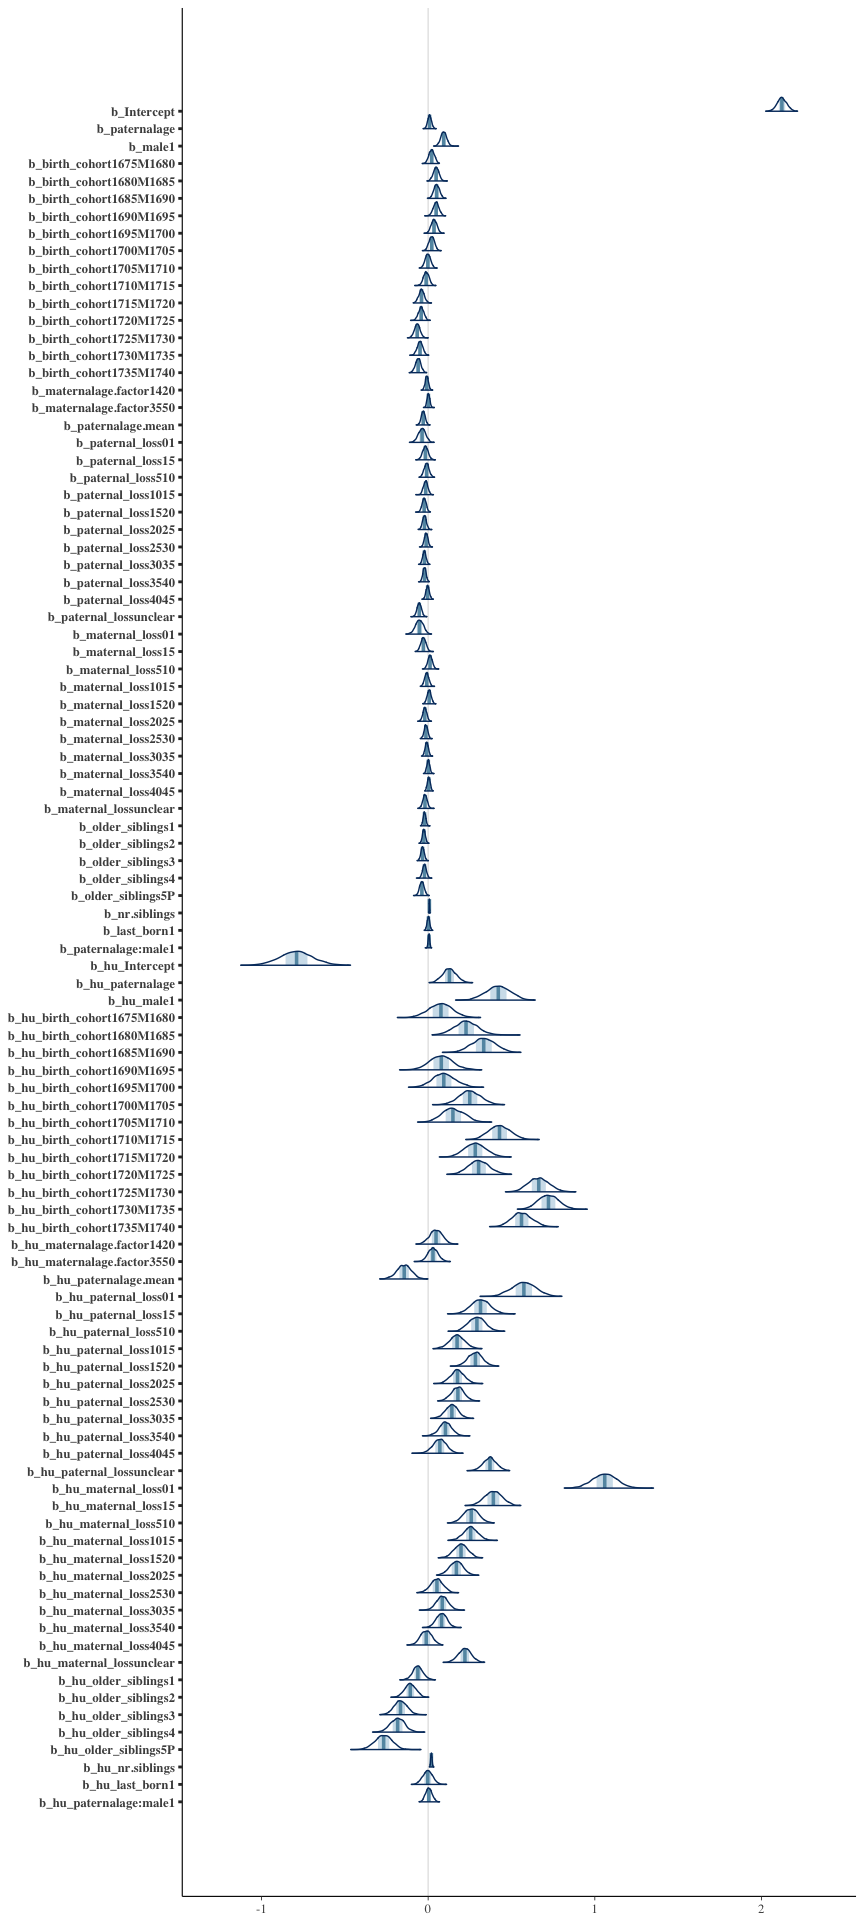 b_Intercept
b_paternalage
b_male1
b_birth_cohort1675M1680
b_birth_cohort1680M1685
b_birth_cohort1685M1690
b_birth_cohort1690M1695
b_birth_cohort1695M1700
b_birth_cohort1700M1705
b_birth_cohort1705M1710
b_birth_cohort1710M1715
b_birth_cohort1715M1720
b_birth_cohort1720M1725
b_birth_cohort1725M1730
b_birth_cohort1730M1735
b_birth_cohort1735M1740
b_maternalage.factor1420
b_maternalage.factor3550
b_paternalage.mean
b_paternal_loss01
b_paternal_loss15
b_paternal_loss510
b_paternal_loss1015
b_paternal_loss1520
b_paternal_loss2025
b_paternal_loss2530
b_paternal_loss3035
b_paternal_loss3540
b_paternal_loss4045
b_paternal_lossunclear
b_maternal_loss01
b_maternal_loss15
b_maternal_loss510
b_maternal_loss1015
b_maternal_loss1520
b_maternal_loss2025
b_maternal_loss2530
b_maternal_loss3035
b_maternal_loss3540
b_maternal_loss4045
b_maternal_lossunclear
b_older_siblings1
b_older_siblings2
b_older_siblings3
b_older_siblings4
b_older_siblings5P
b_nr.siblings
b_last_born1
b_paternalage:male1
b_hu_Intercept
b_hu_paternalage
b_hu_male1
b_hu_birth_cohort1675M1680
b_hu_birth_cohort1680M1685
b_hu_birth_cohort1685M1690
b_hu_birth_cohort1690M1695
b_hu_birth_cohort1695M1700
b_hu_birth_cohort1700M1705
b_hu_birth_cohort1705M1710
b_hu_birth_cohort1710M1715
b_hu_birth_cohort1715M1720
b_hu_birth_cohort1720M1725
b_hu_birth_cohort1725M1730
b_hu_birth_cohort1730M1735
b_hu_birth_cohort1735M1740
b_hu_maternalage.factor1420
b_hu_maternalage.factor3550
b_hu_paternalage.mean
b_hu_paternal_loss01
b_hu_paternal_loss15
b_hu_paternal_loss510
b_hu_paternal_loss1015
b_hu_paternal_loss1520
b_hu_paternal_loss2025
b_hu_paternal_loss2530
b_hu_paternal_loss3035
b_hu_paternal_loss3540
b_hu_paternal_loss4045
b_hu_paternal_lossunclear
b_hu_maternal_loss01
b_hu_maternal_loss15
b_hu_maternal_loss510
b_hu_maternal_loss1015
b_hu_maternal_loss1520
b_hu_maternal_loss2025
b_hu_maternal_loss2530
b_hu_maternal_loss3035
b_hu_maternal_loss3540
b_hu_maternal_loss4045
b_hu_maternal_lossunclear
b_hu_older_siblings1
b_hu_older_siblings2
b_hu_older_siblings3
b_hu_older_siblings4
b_hu_older_siblings5P
b_hu_nr.siblings
b_hu_last_born1
b_hu_paternalage:male1
-1 0 1 2